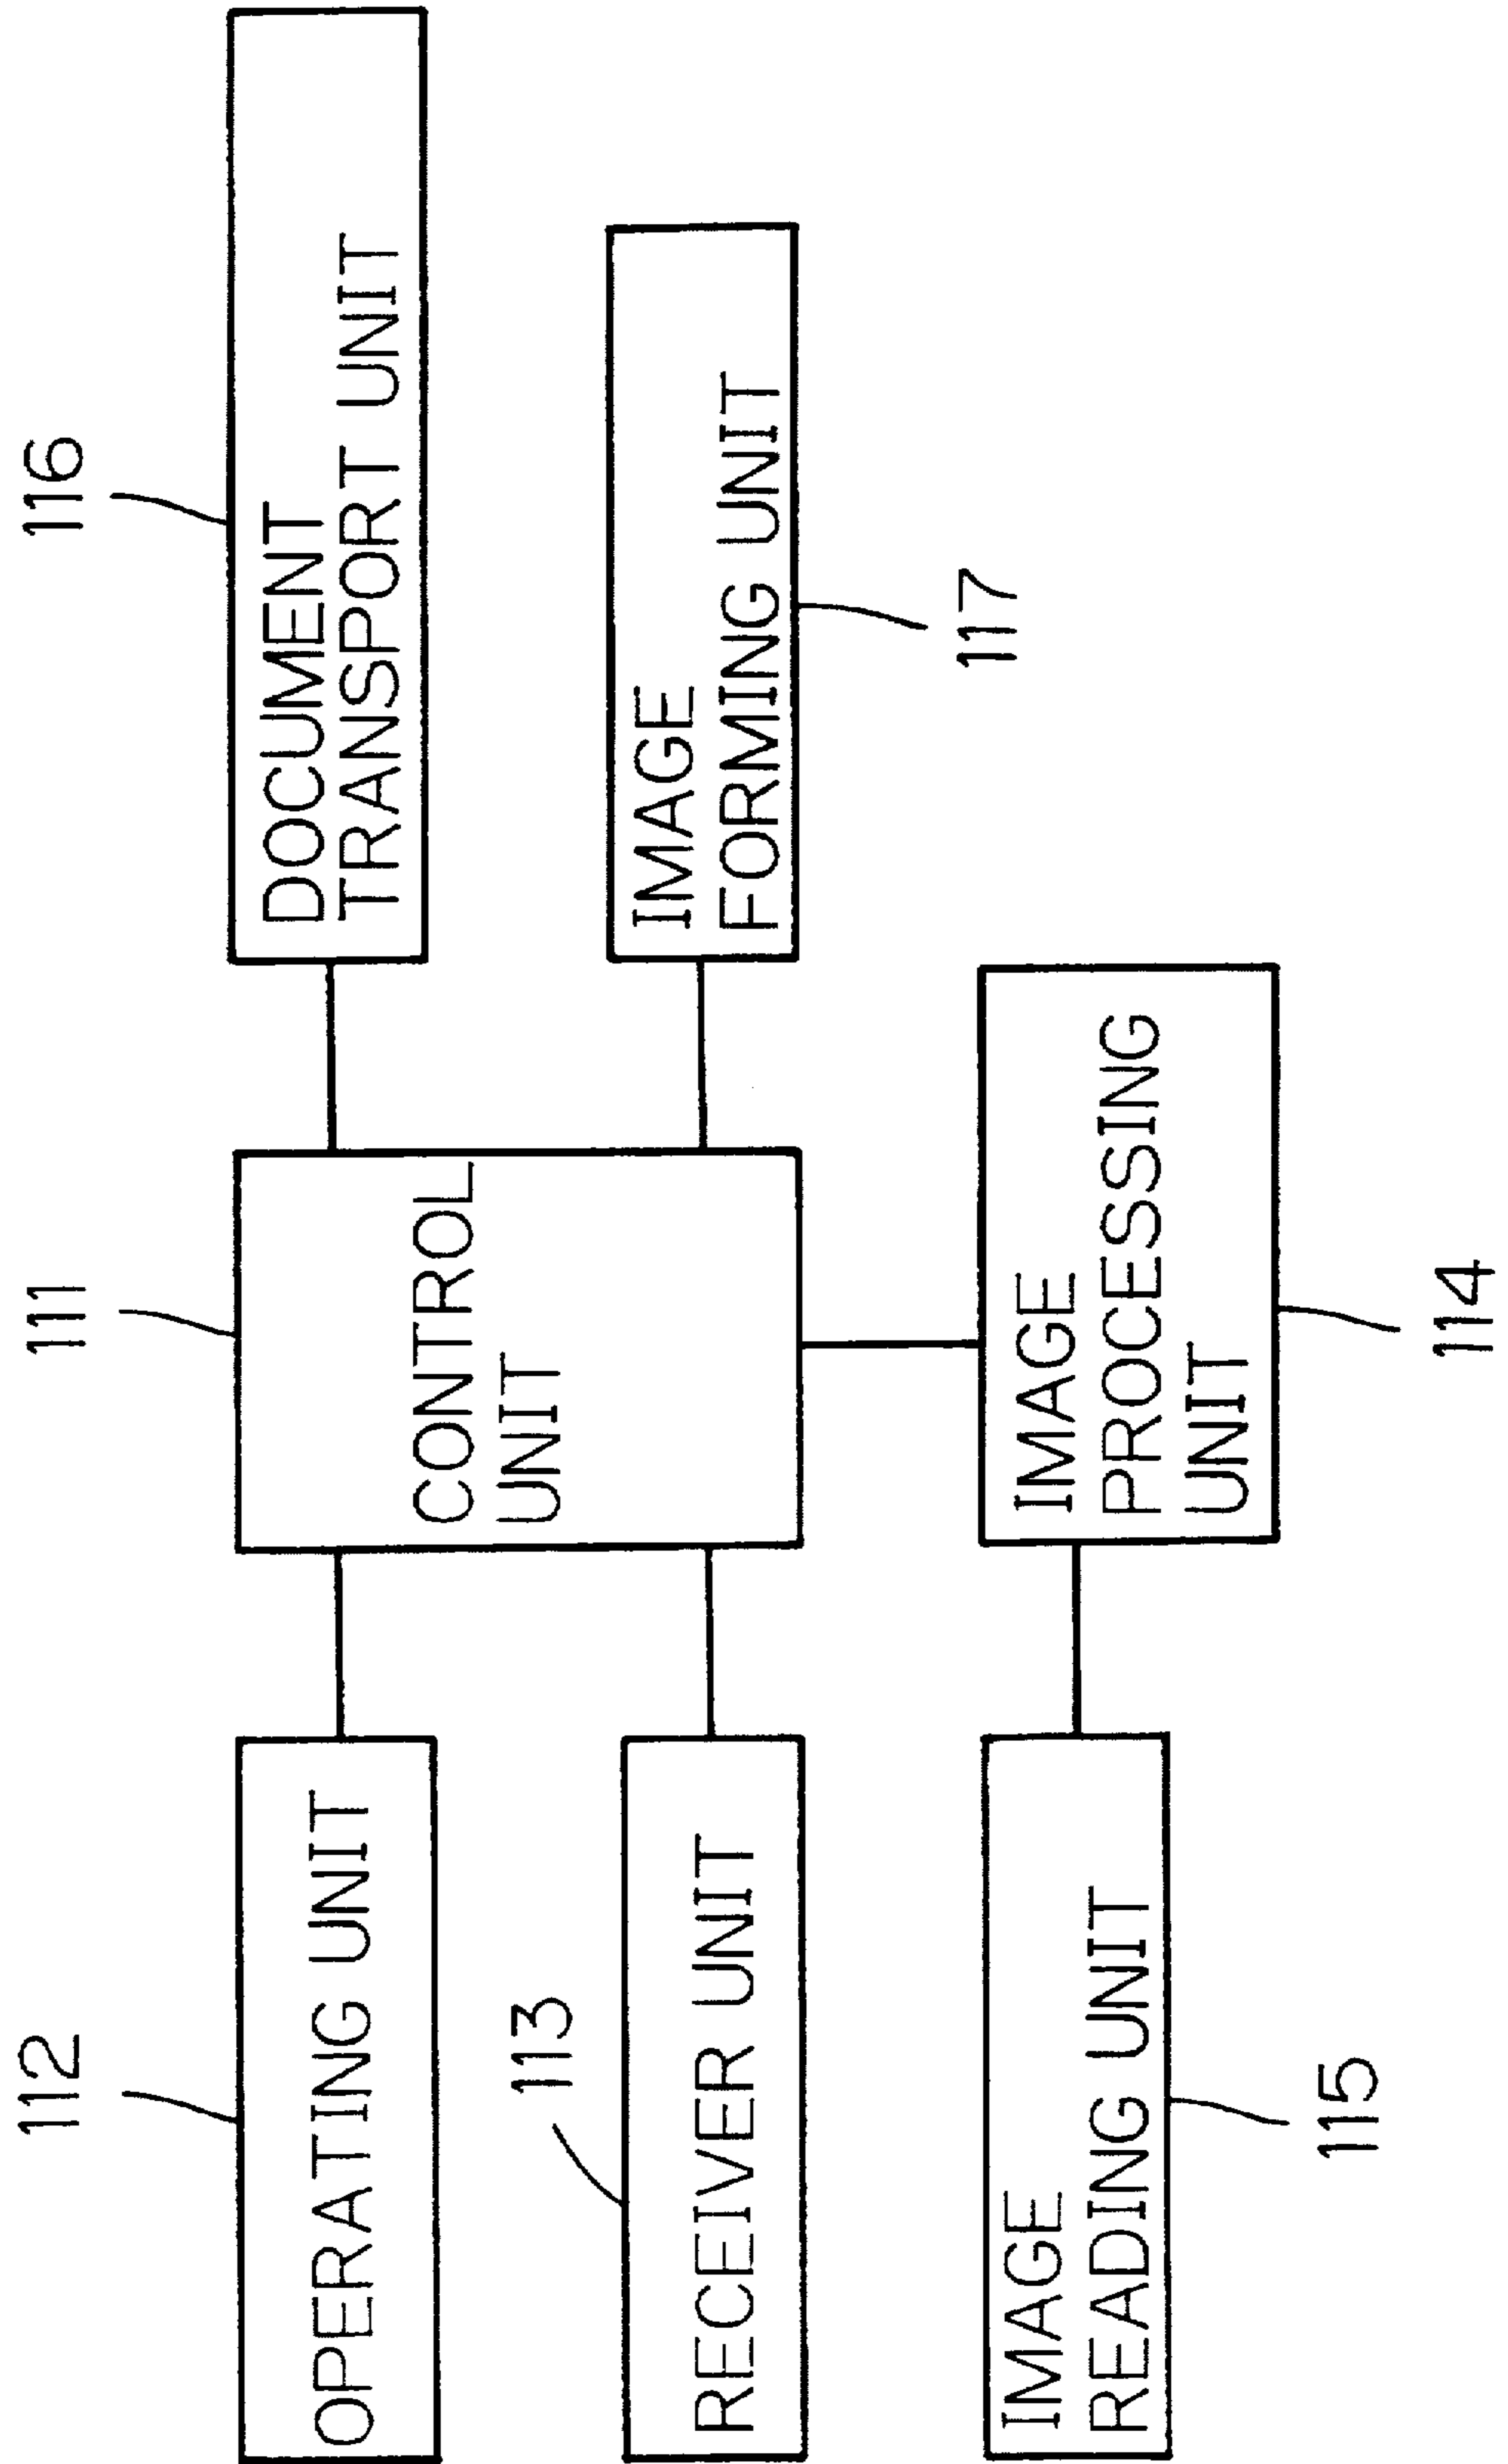 112
OPERATING UNIT
111
CONTROL
UNIT
116
DOCUMENT
TRANSPORT UNIT
113
RECEIVER UNIT
IMAGE
FORMING UNIT
117
IMAGE
READING UNIT
115
IMAGE
PROCESSING
UNIT
114